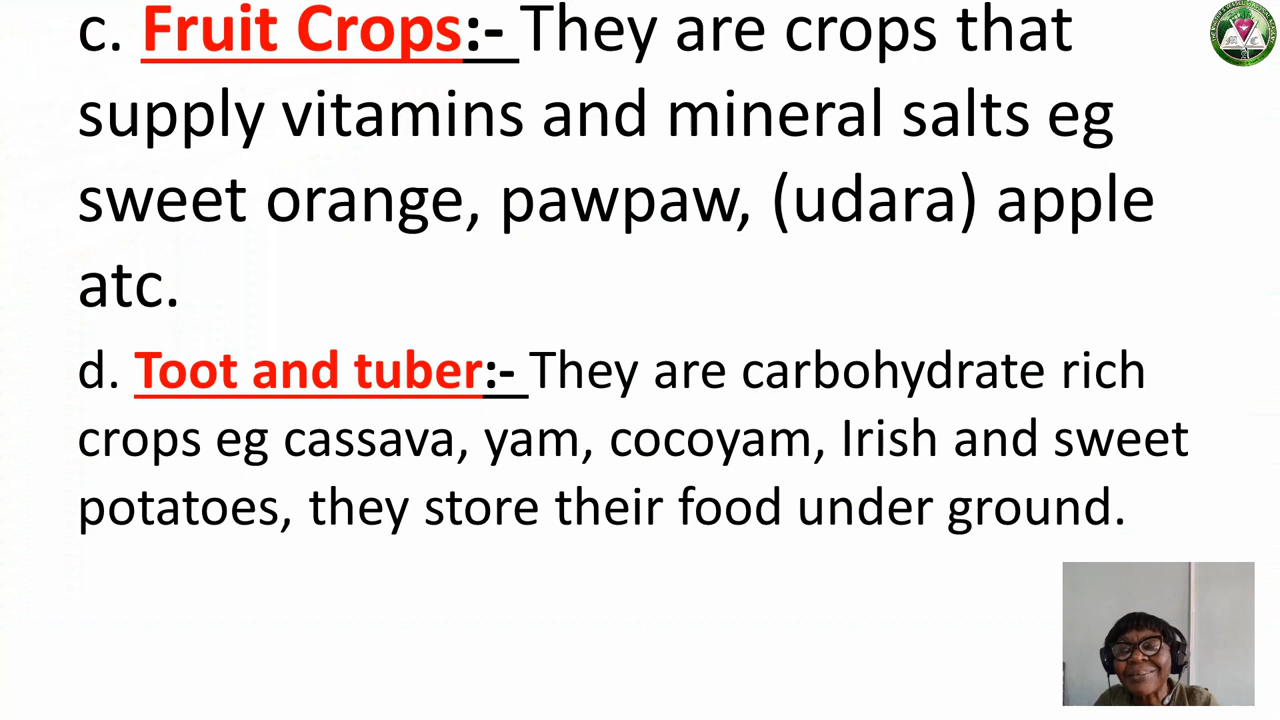 c. Fruit Crops:- They are crops that
supply vitamins and mineral salts eg
sweet orange, pawpaw, (udara) apple
atc.
d. Toot and tuber:- They are carbohydrate rich
crops eg cassava, yam, cocoyam, Irish and sweet
potatoes, they store their food under ground.